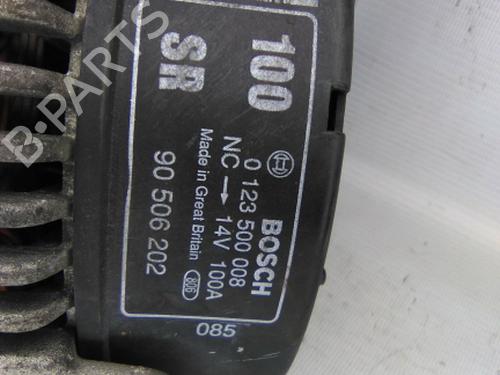 100
SR
BOSCH
0 123 500 008
NC → 14V 100A
Made in Great Britain
806
90 506 202
085
B-PARTS